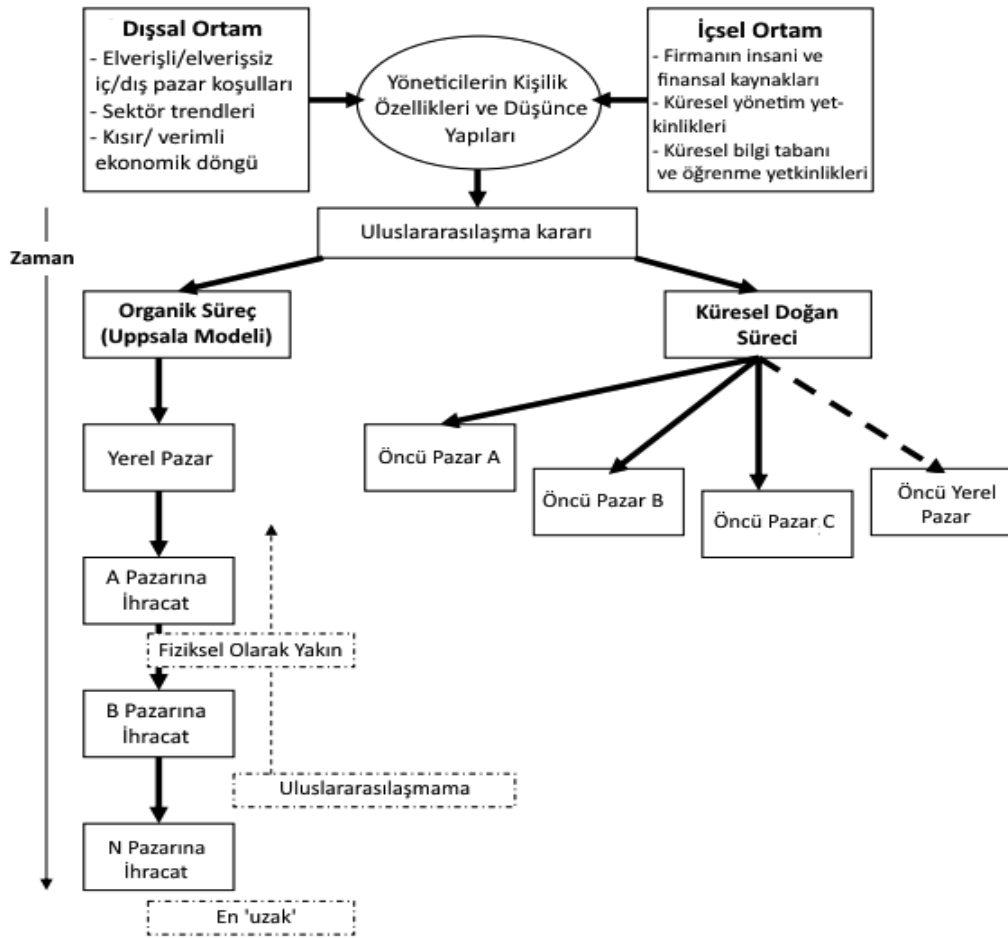 Dışsal Ortam
- Elverişli/elverişsiz
iç/dış pazar koşulları
- Sektör trendleri
- Kısır/ verimli
ekonomik döngü
Yöneticilerin Kişilik
Özellikleri ve Düşünce
Yapıları
İçsel Ortam
- Firmanın insani ve
finansal kaynakları
- Küresel yönetim yet-
kinlikleri
- Küresel bilgi tabanı
ve öğrenme yetkinlikleri
Uluslararasılaşma kararı
Zaman
Organik Süreç
(Uppsala Modeli)
Küresel Doğan
Süreci
Yerel Pazar
Öncü Pazar A
Öncü Pazar B
Öncü Pazar C
Öncü Yerel
Pazar
A Pazarına
İhracat
Fiziksel Olarak Yakın
B Pazarına
İhracat
Uluslararasılaşmama
N Pazarına
İhracat
En 'uzak'